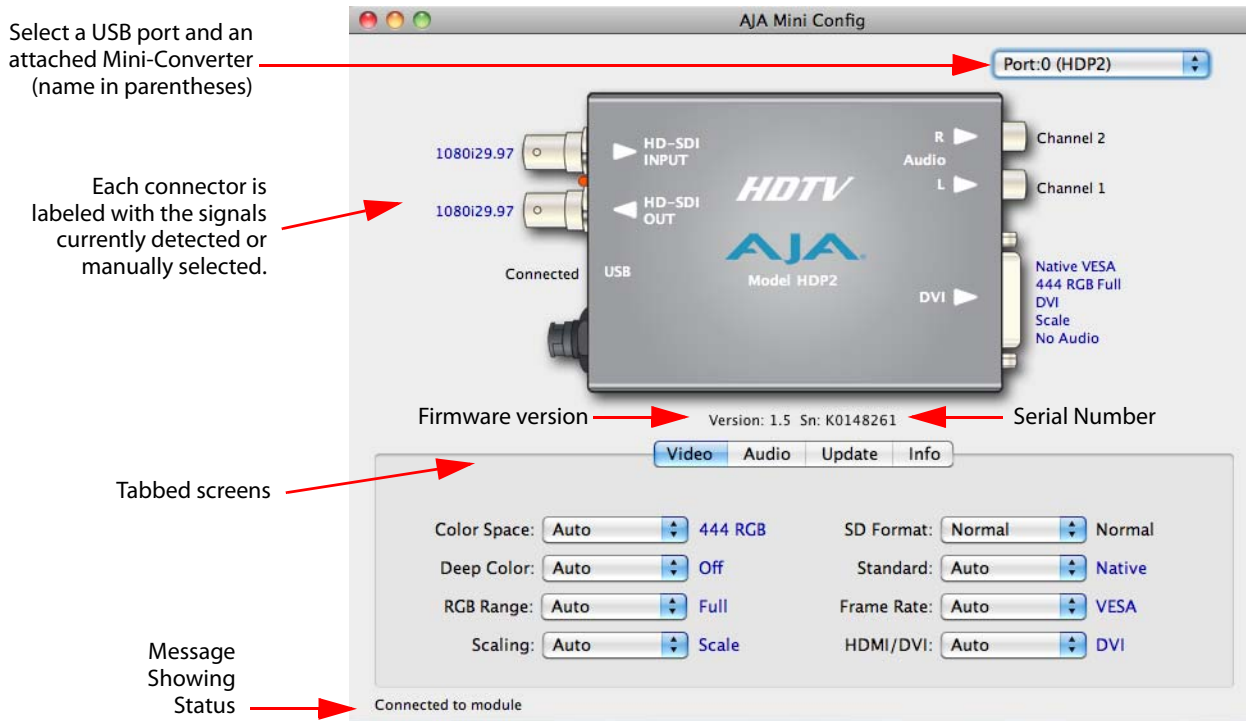 AJA Mini Config
Select a USB port and an
attached Mini-Converter
(name in parentheses)
Port:0 (HDP2)
1080i29.97
HD-SDI
INPUT
R
Audio
L
Channel 2
Channel 1
Each connector is
labeled with the signals
currently detected or
manually selected.
1080i29.97
HD-SDI
OUT
HDTV
AJA
Model HDP2
Connected
USB
DVI
Native VESA
444 RGB Full
DVI
Scale
No Audio
Firmware version
Version: 1.5 Sn: K0148261
Serial Number
Video Audio Update Info
Tabbed screens
Color Space: Auto 444 RGB
SD Format: Normal Normal
Deep Color: Auto Off
Standard: Auto Native
RGB Range: Auto Full
Frame Rate: Auto VESA
Scaling: Auto Scale
HDMI/DVI: Auto DVI
Message
Showing
Status
Connected to module